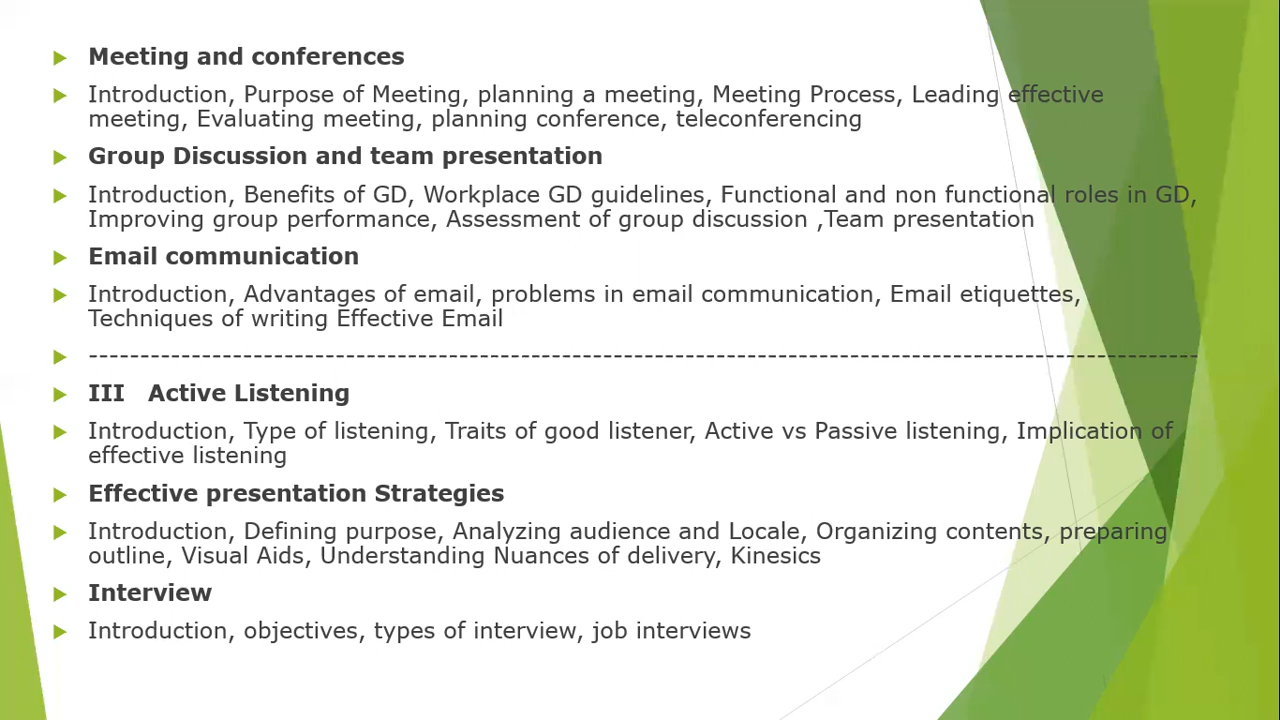 Meeting and conferences
Introduction, Purpose of Meeting, planning a meeting, Meeting Process, Leading effective
meeting, Evaluating meeting, planning conference, teleconferencing
Group Discussion and team presentation
Introduction, Benefits of GD, Workplace GD guidelines, Functional and non functional roles in GD,
Improving group performance, Assessment of group discussion ,Team presentation
Email communication
Introduction, Advantages of email, problems in email communication, Email etiquettes,
Techniques of writing Effective Email
------------------------------------------------------------------------------------------------------------
III   Active Listening
Introduction, Type of listening, Traits of good listener, Active vs Passive listening, Implication of
effective listening
Effective presentation Strategies
Introduction, Defining purpose, Analyzing audience and Locale, Organizing contents, preparing
outline, Visual Aids, Understanding Nuances of delivery, Kinesics
Interview
Introduction, objectives, types of interview, job interviews